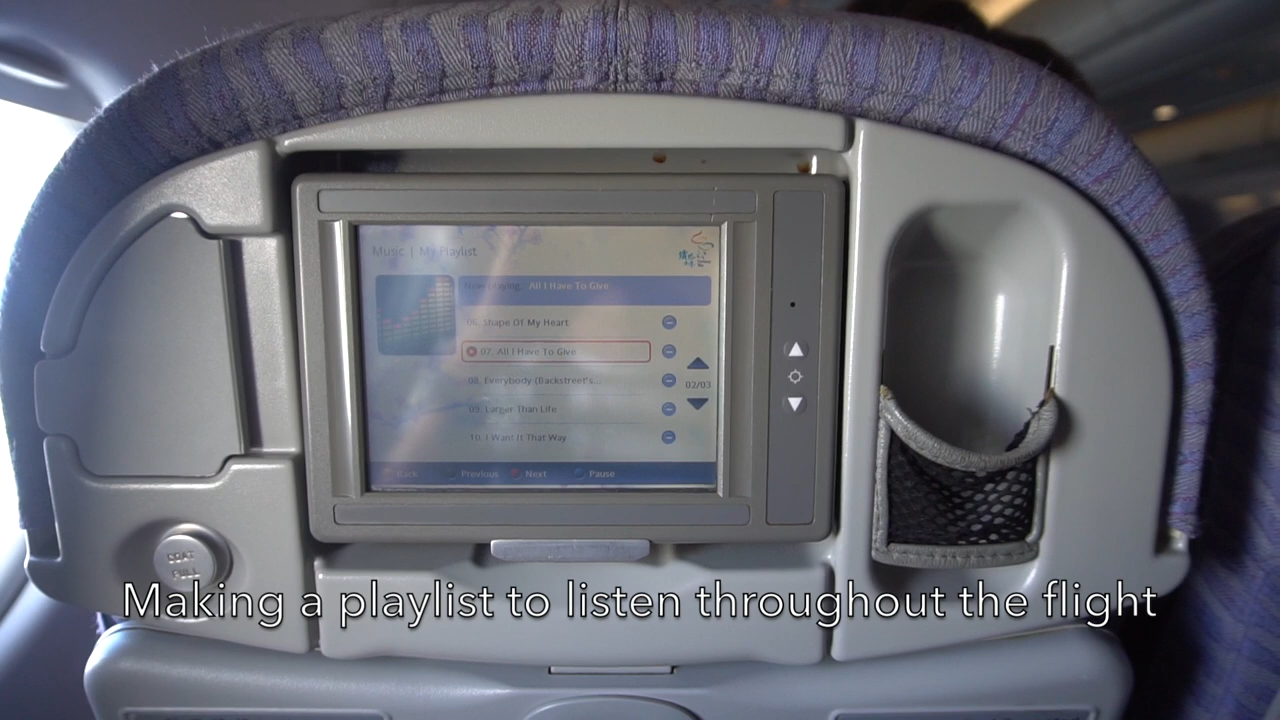 Music | My Playlist
Now playing: All I Have To Give
06. Shape Of My Heart
07. All I Have To Give
08. Everybody (Backstreet's...
09. Larger Than Life
10. I Want It That Way
02/03
Back Previous Next Pause
COAT
PULL
Making a playlist to listen throughout the flight